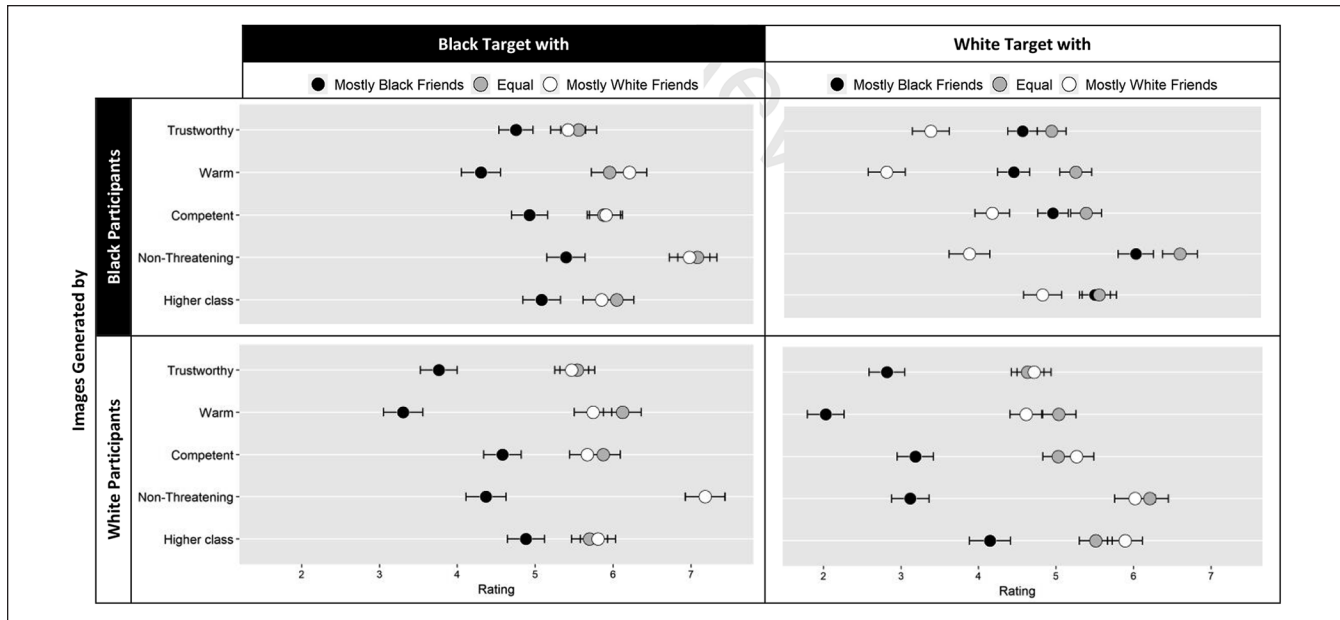 Black Target with
White Target with
Mostly Black Friends Equal Mostly White Friends
Mostly Black Friends Equal Mostly White Friends
Images Generated by
Black Participants
Trustworthy
Warm
Competent
Non-Threatening
Higher class
White Participants
Trustworthy
Warm
Competent
Non-Threatening
Higher class
2 3 4 5 6 7
Rating
2 3 4 5 6 7
Rating